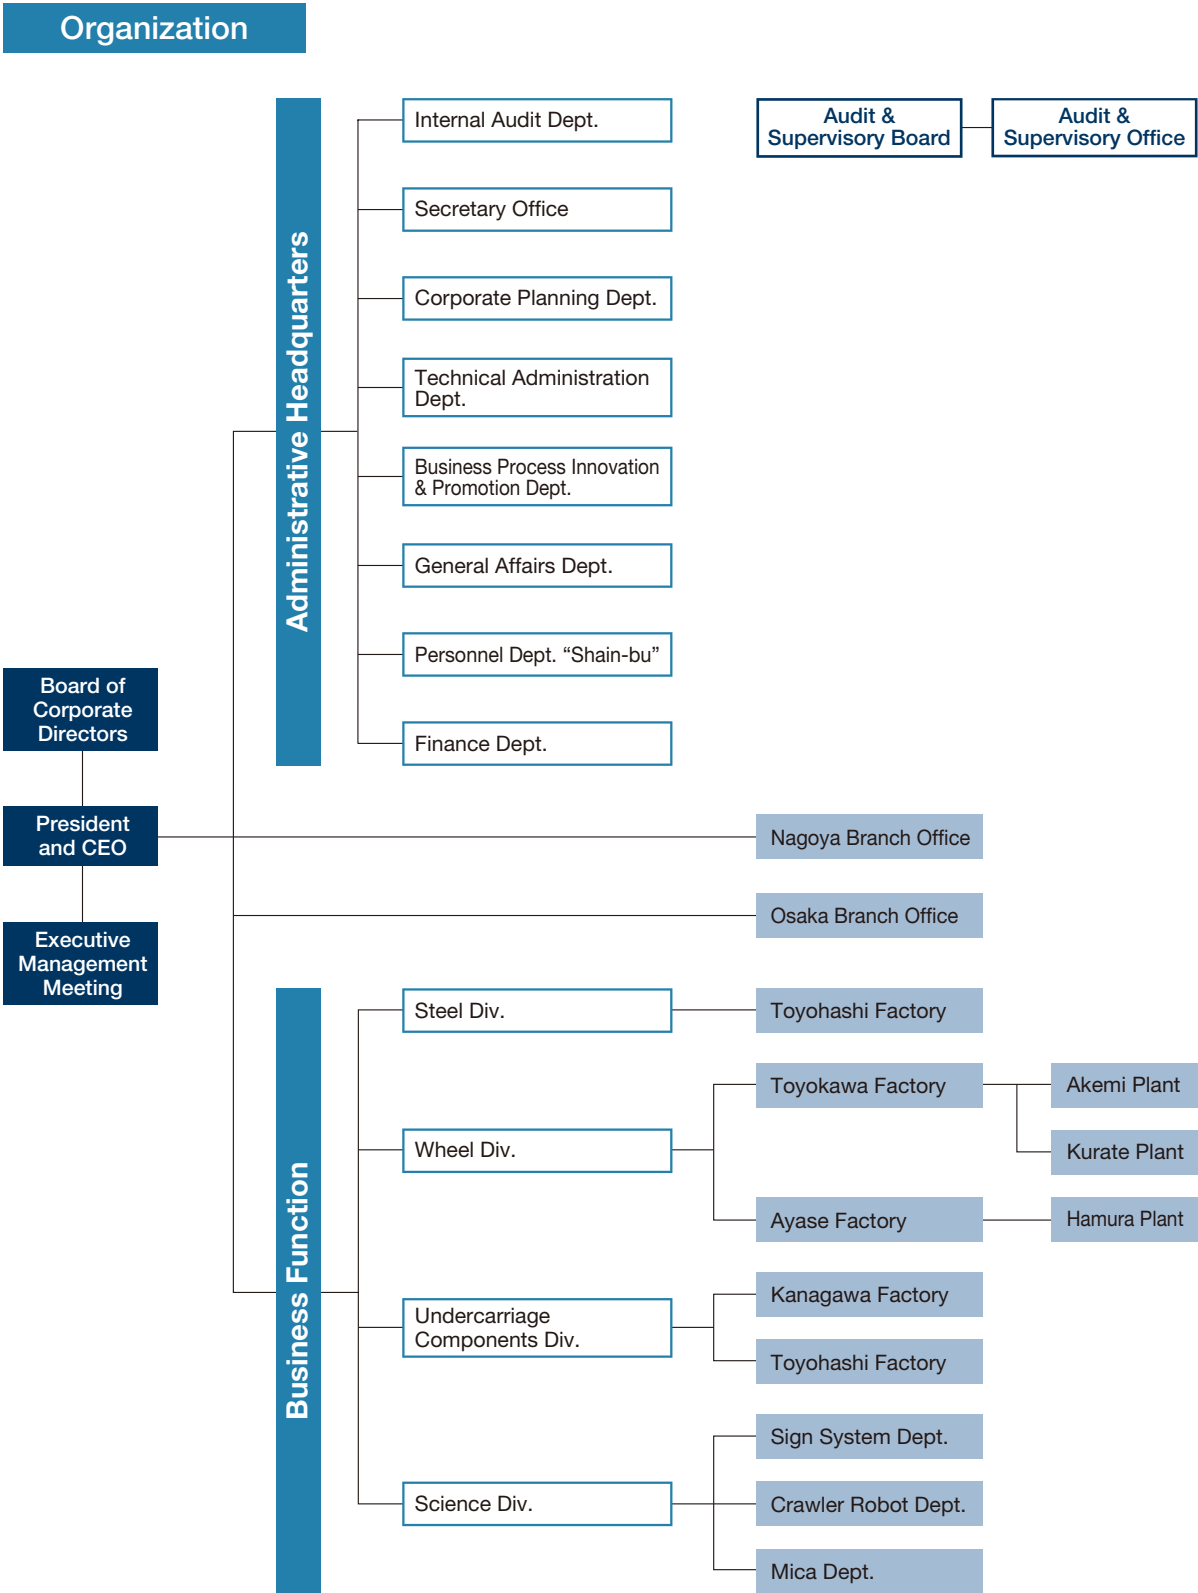 Organization
Administrative Headquarters
Internal Audit Dept.
Secretary Office
Corporate Planning Dept.
Technical Administration
Dept.
Business Process Innovation
& Promotion Dept.
General Affairs Dept.
Personnel Dept. “Shain-bu”
Finance Dept.
Audit &
Supervisory Board
Audit &
Supervisory Office
Board of
Corporate
Directors
President
and CEO
Executive
Management
Meeting
Nagoya Branch Office
Osaka Branch Office
Business Function
Steel Div.
Toyohashi Factory
Wheel Div.
Toyokawa Factory
Akemi Plant
Kurate Plant
Ayase Factory
Hamura Plant
Undercarriage
Components Div.
Kanagawa Factory
Toyohashi Factory
Science Div.
Sign System Dept.
Crawler Robot Dept.
Mica Dept.